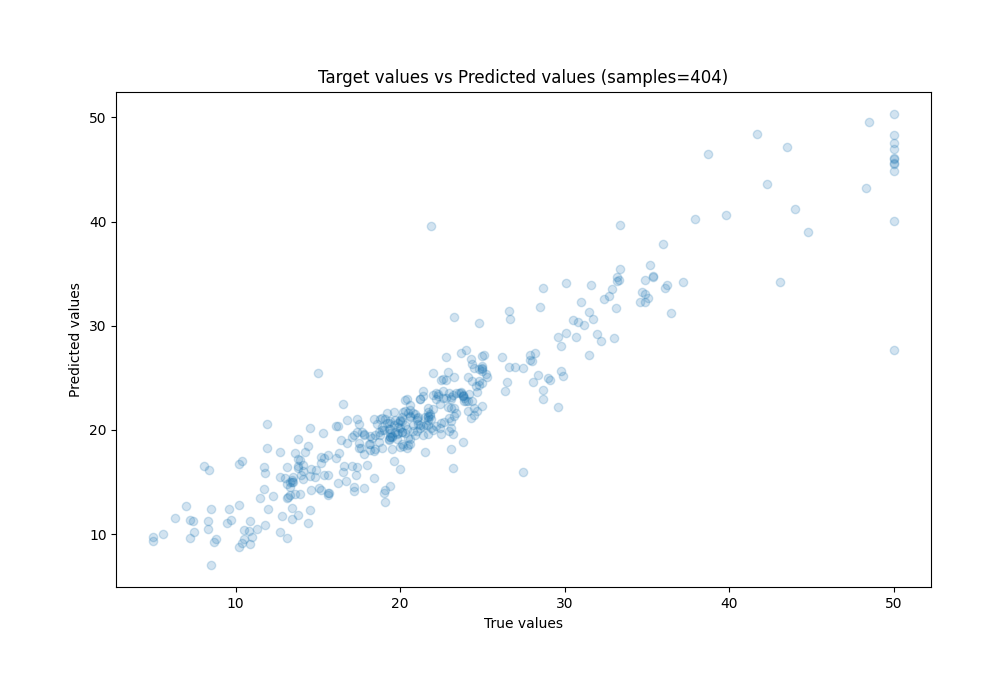 Target values vs Predicted values (samples=404)
50
40
30
20
10
Predicted values
10 20 30 40 50
True values